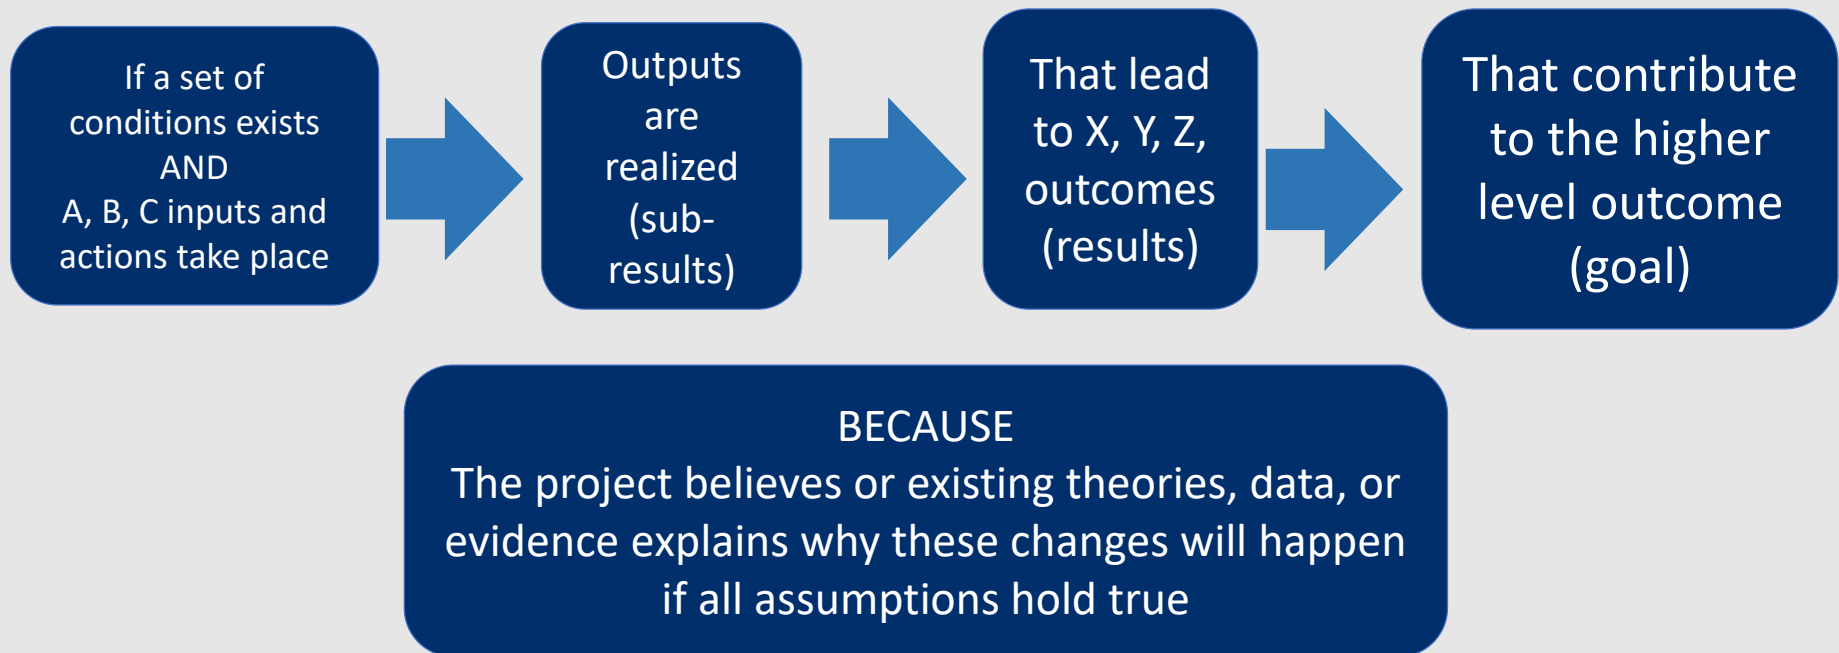 If a set of
conditions exists
AND
A, B, C inputs and
actions take place
Outputs
are
realized
(sub-
results)
That lead
to X, Y, Z,
outcomes
(results)
That contribute
to the higher
level outcome
(goal)
BECAUSE
The project believes or existing theories, data, or
evidence explains why these changes will happen
if all assumptions hold true